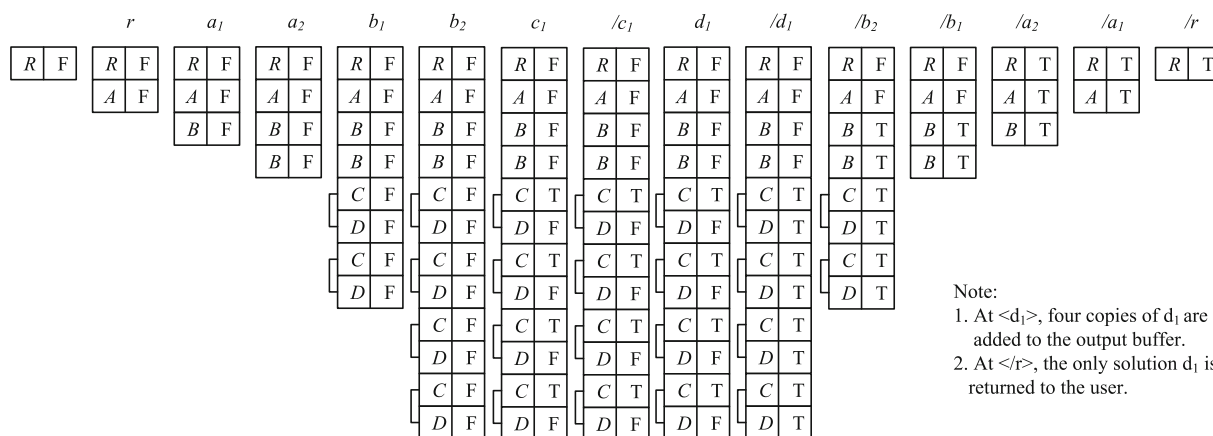 r a₁ a₂ b₁ b₂ c₁ /c₁ d₁ /d₁ /b₂ /b₁ /a₂ /a₁ /r
R F R F R F R F R F R F R F R F R F R F R F R F R T R T R T
A F A F A F A F A F A F A F A F A F A F A F A T A T
B F B F B F B F B F B F B F B F B T B T B T
B F B F B F B F B F B F B F B T B T
C F C F C T C T C T C T C T
D F D F D F D F D F D T D T
C F C F C T C T C T C T C T
D F D F D F D F D F D T D T
C F C T C T C T C T
D F D F D F D F D T
C F C T C T C T C T
D F D F D F D F D T
Note:
1. At <d₁>, four copies of d₁ are
added to the output buffer.
2. At </r>, the only solution d₁ is
returned to the user.